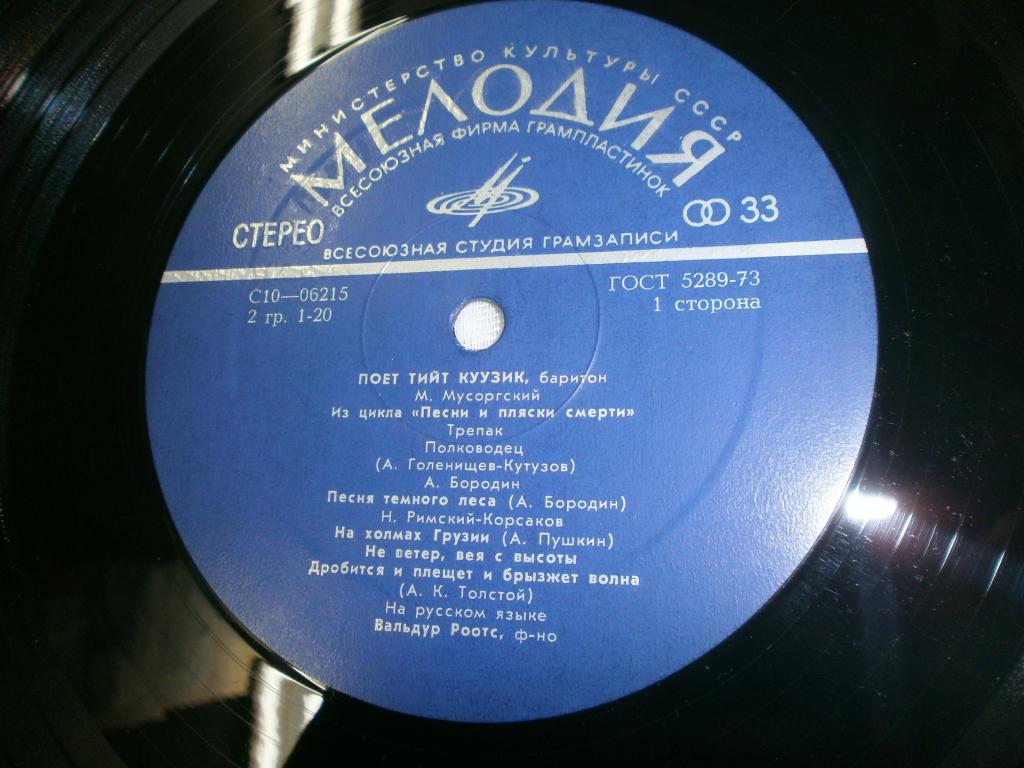 МИНИСТЕРСТВО КУЛЬТУРЫ СССР
МЕЛОДИЯ
ВСЕСОЮЗНАЯ ФИРМА ГРАМПЛАСТИНОК
СТЕРЕО
33
ВСЕСОЮЗНАЯ СТУДИЯ ГРАМЗАПИСИ
С10—06215
ГОСТ 5289-73
2 гр. 1-20
1 сторона
ПОЕТ ТИЙТ КУУЗИК, баритон
М. Мусоргский
Из цикла «Песни и пляски смерти»
Трепак
Полководец
(А. Голенищев-Кутузов)
А. Бородин
Песня темного леса (А. Бородин)
Н. Римский-Корсаков
На холмах Грузии (А. Пушкин)
Не ветер, вея с высоты
Дробится и плещет и брызжет волна
(А. К. Толстой)
На русском языке
Вальдур Роотс, ф-но